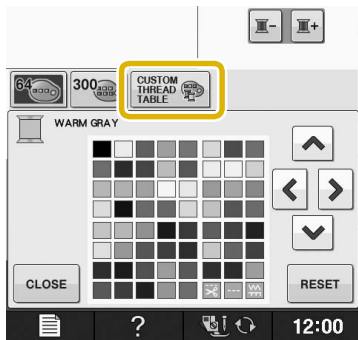 64
300
CUSTOM
THREAD
TABLE
WARM GRAY
CLOSE
RESET
?
12:00